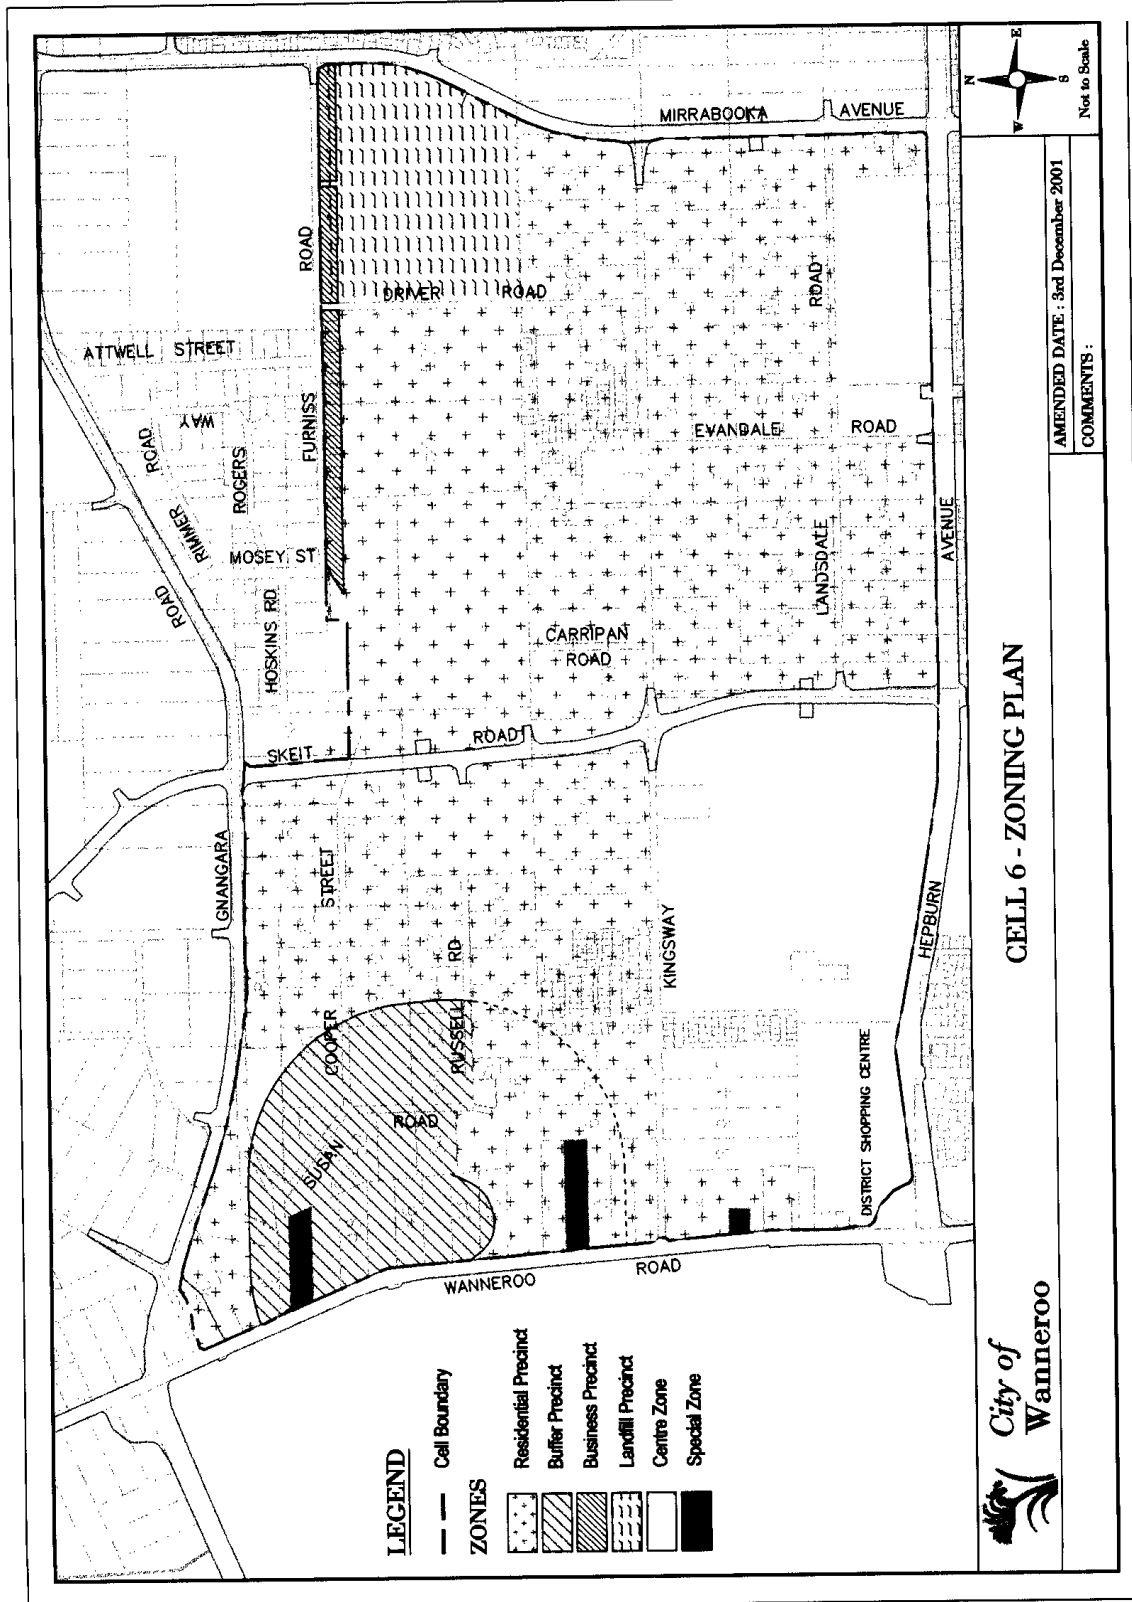 MIRRABOOKA AVENUE
ROAD
DRIVER ROAD
ROAD
ATTWELL STREET
WAY
ROAD
ROGERS
FURNISS
EVANDALE ROAD
RIMMER
MOSEY ST
ROAD
HOSKINS RD
LANDSDALE
AVENUE
CARRIPAN
ROAD
SKEIT ROAD
GNANGARA
STREET
RD
KINGSWAY
HEPBURN
COOPER
RUSSELL
ROAD
SUSAN
DISTRICT SHOPPING CENTRE
WANNEROO ROAD
LEGEND
Cell Boundary
ZONES
Residential Precinct
Buffer Precinct
Business Precinct
Landfill Precinct
Centre Zone
Special Zone
City of
Wanneroo
CELL 6 - ZONING PLAN
AMENDED DATE : 3rd December 2001
COMMENTS :
N
E
S
W
Not to Scale